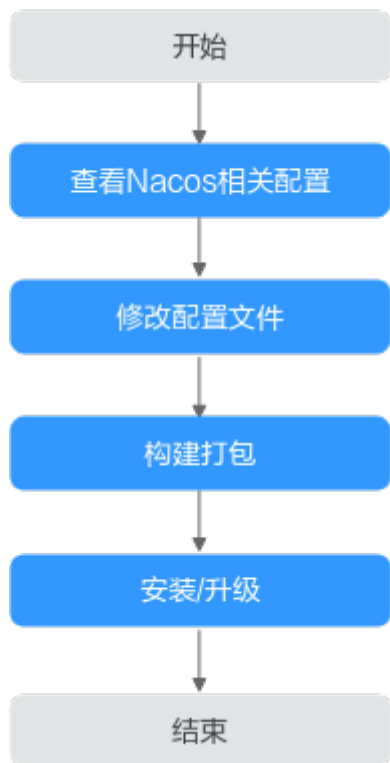 开始
查看Nacos相关配置
修改配置文件
构建打包
安装/升级
结束